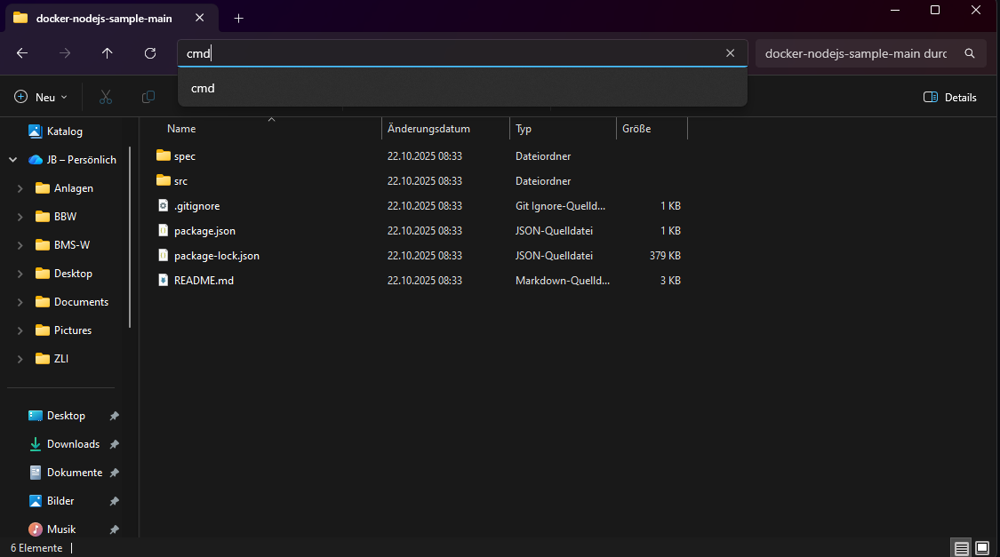 docker-nodejs-sample-main
cmd
docker-nodejs-sample-main durc
cmd
Neu
Details
Name Änderungsdatum Typ Größe
spec 22.10.2025 08:33 Dateiordner
src 22.10.2025 08:33 Dateiordner
.gitignore 22.10.2025 08:33 Git Ignore-Quelld... 1 KB
package.json 22.10.2025 08:33 JSON-Quelldatei 1 KB
package-lock.json 22.10.2025 08:33 JSON-Quelldatei 379 KB
README.md 22.10.2025 08:33 Markdown-Quelld... 3 KB
Katalog
JB – Persönlich
Anlagen
BBW
BMS-W
Desktop
Documents
Pictures
ZLI
Desktop
Downloads
Dokumente
Bilder
Musik
6 Elemente